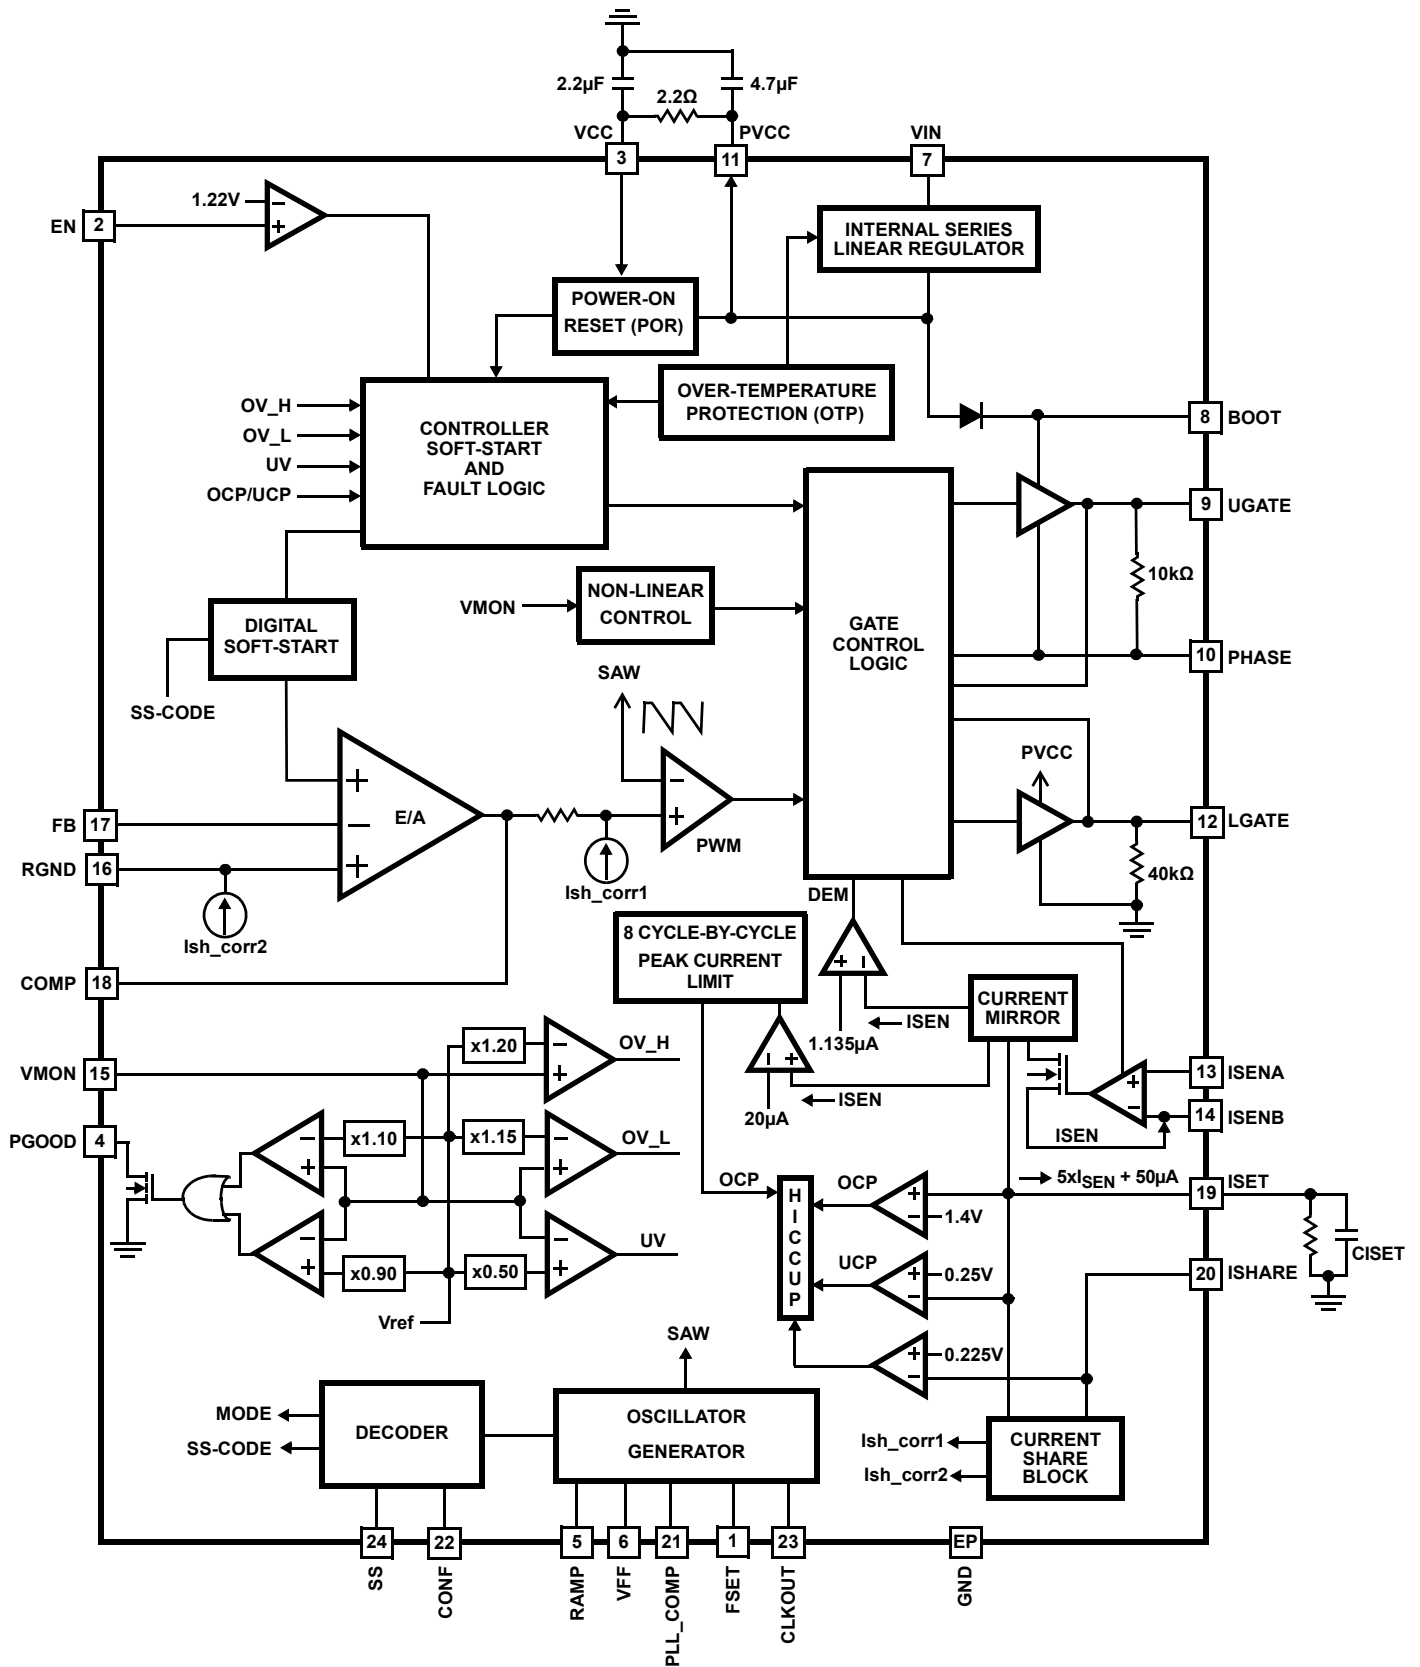 2.2µF
4.7µF
2.2Ω
VCC
PVCC
VIN
3
11
7
1.22V
−
+
EN
2
INTERNAL SERIES
LINEAR REGULATOR
POWER-ON
RESET (POR)
OVER-TEMPERATURE
PROTECTION (OTP)
OV_H
OV_L
UV
OCP/UCP
CONTROLLER
SOFT-START
AND
FAULT LOGIC
8
BOOT
9
UGATE
10kΩ
10
PHASE
VMON
NON-LINEAR
CONTROL
GATE
CONTROL
LOGIC
DIGITAL
SOFT-START
SS-CODE
SAW
−
+
PWM
PVCC
12
LGATE
40kΩ
+
−
+
E/A
FB
17
RGND
16
Ish_corr1
Ish_corr2
COMP
18
DEM
8 CYCLE-BY-CYCLE
PEAK CURRENT
LIMIT
+
−
1.135µA
ISEN
CURRENT
MIRROR
−
+
20µA
ISEN
+
−
ISEN
13
ISENA
14
ISENB
VMON
15
PGOOD
4
x1.20
−
+
OV_H
x1.10
x1.15
−
+
−
+
OV_L
−
+
−
+
x0.90
x0.50
UV
Vref
OCP
H
I
C
C
U
P
OCP
+
−
1.4V
5xISEN + 50µA
19
ISET
CISET
UCP
+
−
0.25V
20
ISHARE
+
−
0.225V
SAW
MODE
SS-CODE
DECODER
OSCILLATOR
GENERATOR
Ish_corr1
Ish_corr2
CURRENT
SHARE
BLOCK
24
22
5
6
21
1
23
EP
SS
CONF
RAMP
VFF
PLL_COMP
FSET
CLKOUT
GND